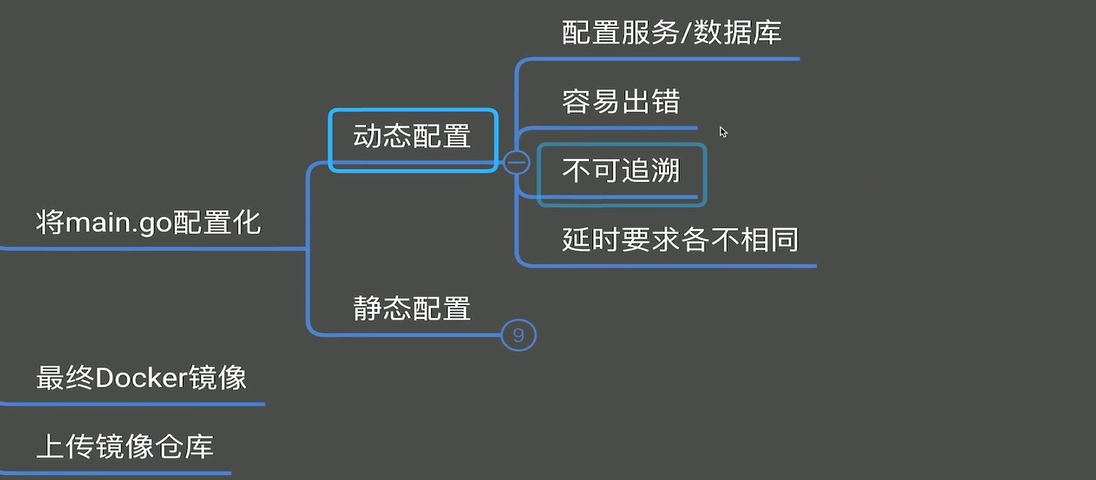 配置服务/数据库
容易出错
动态配置
不可追溯
将main.go配置化
延时要求各不相同
静态配置
9
最终Docker镜像
上传镜像仓库